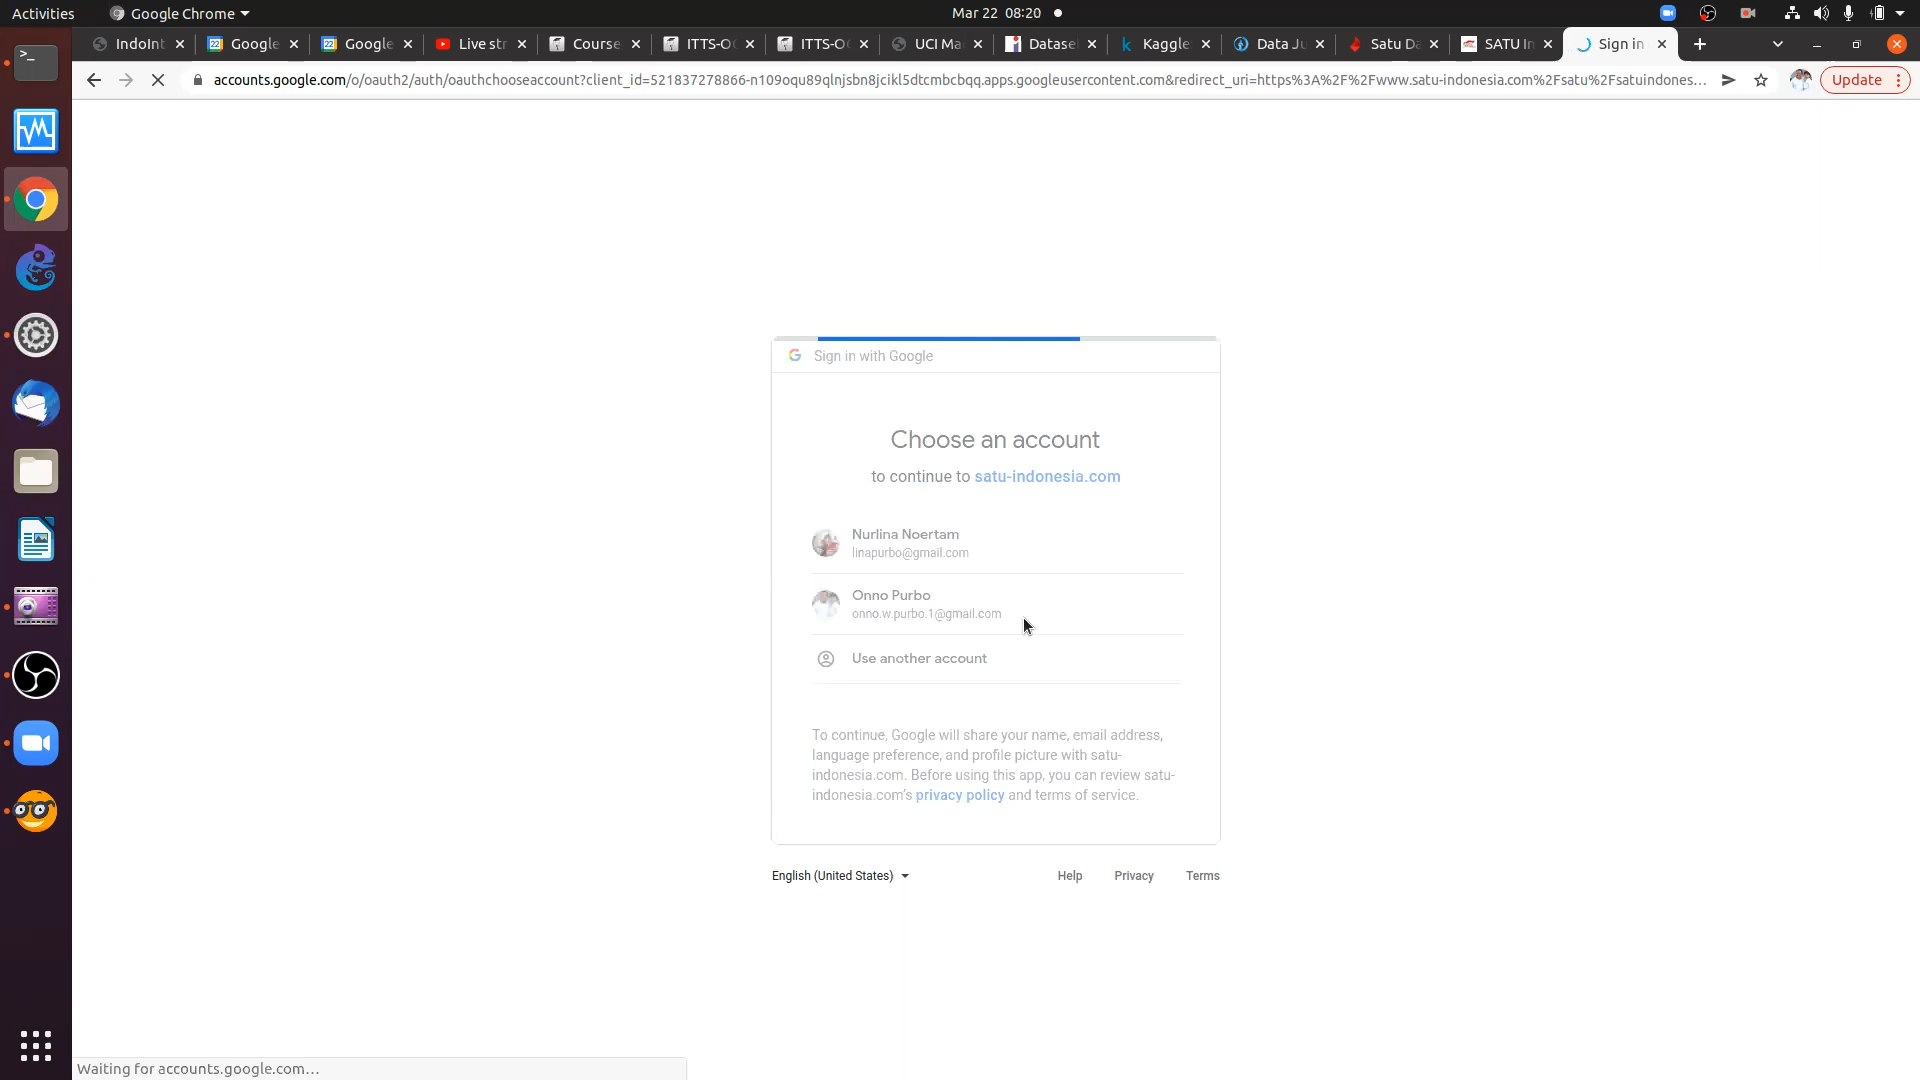 Activities
Google Chrome
Mar 22 08:20
IndoInt
Google
Google
Live str
Course
ITTS-O
ITTS-O
UCI Ma
Datase
Kaggle
Data Ju
Satu Da
SATU In
Sign in
accounts.google.com/o/oauth2/auth/oauthchooseaccount?client_id=521837278866-n109oqu89qlnjsbn8jcikl5dtcmbcbqq.apps.googleusercontent.com&redirect_uri=https%3A%2F%2Fwww.satu-indonesia.com%2Fsatu%2Fsatuindones...
Update
Sign in with Google
Choose an account
to continue to satu-indonesia.com
Nurlina Noertam
linapurbo@gmail.com
Onno Purbo
onno.w.purbo.1@gmail.com
Use another account
To continue, Google will share your name, email address,
language preference, and profile picture with satu-
indonesia.com. Before using this app, you can review satu-
indonesia.com's privacy policy and terms of service.
English (United States)
Help
Privacy
Terms
Waiting for accounts.google.com...